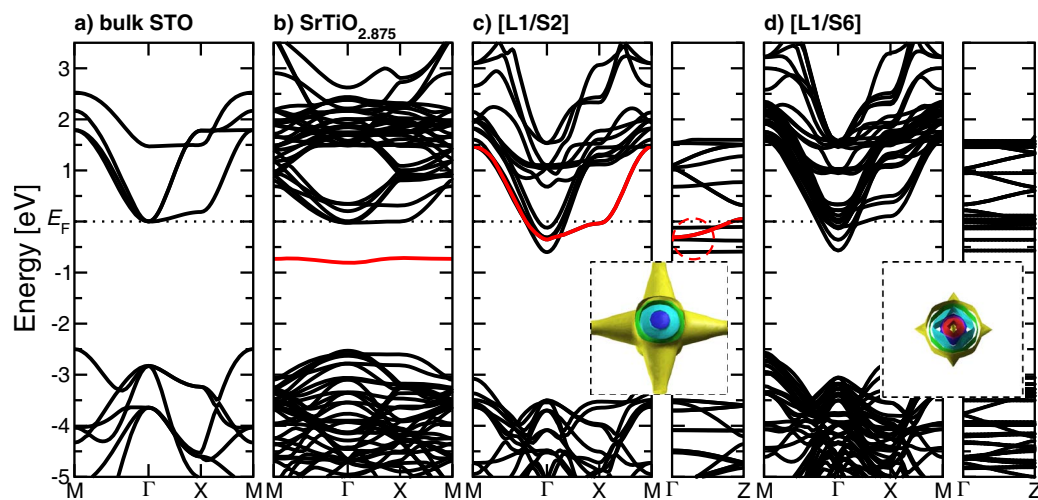 a) bulk STO
b) SrTiO2.875
c) [L1/S2]
d) [L1/S6]
Energy [eV]
3
2
1
EF
-1
-2
-3
-4
-5
M Γ X M
M Γ X M
M Γ X M
Γ Z
M Γ X M
Γ Z